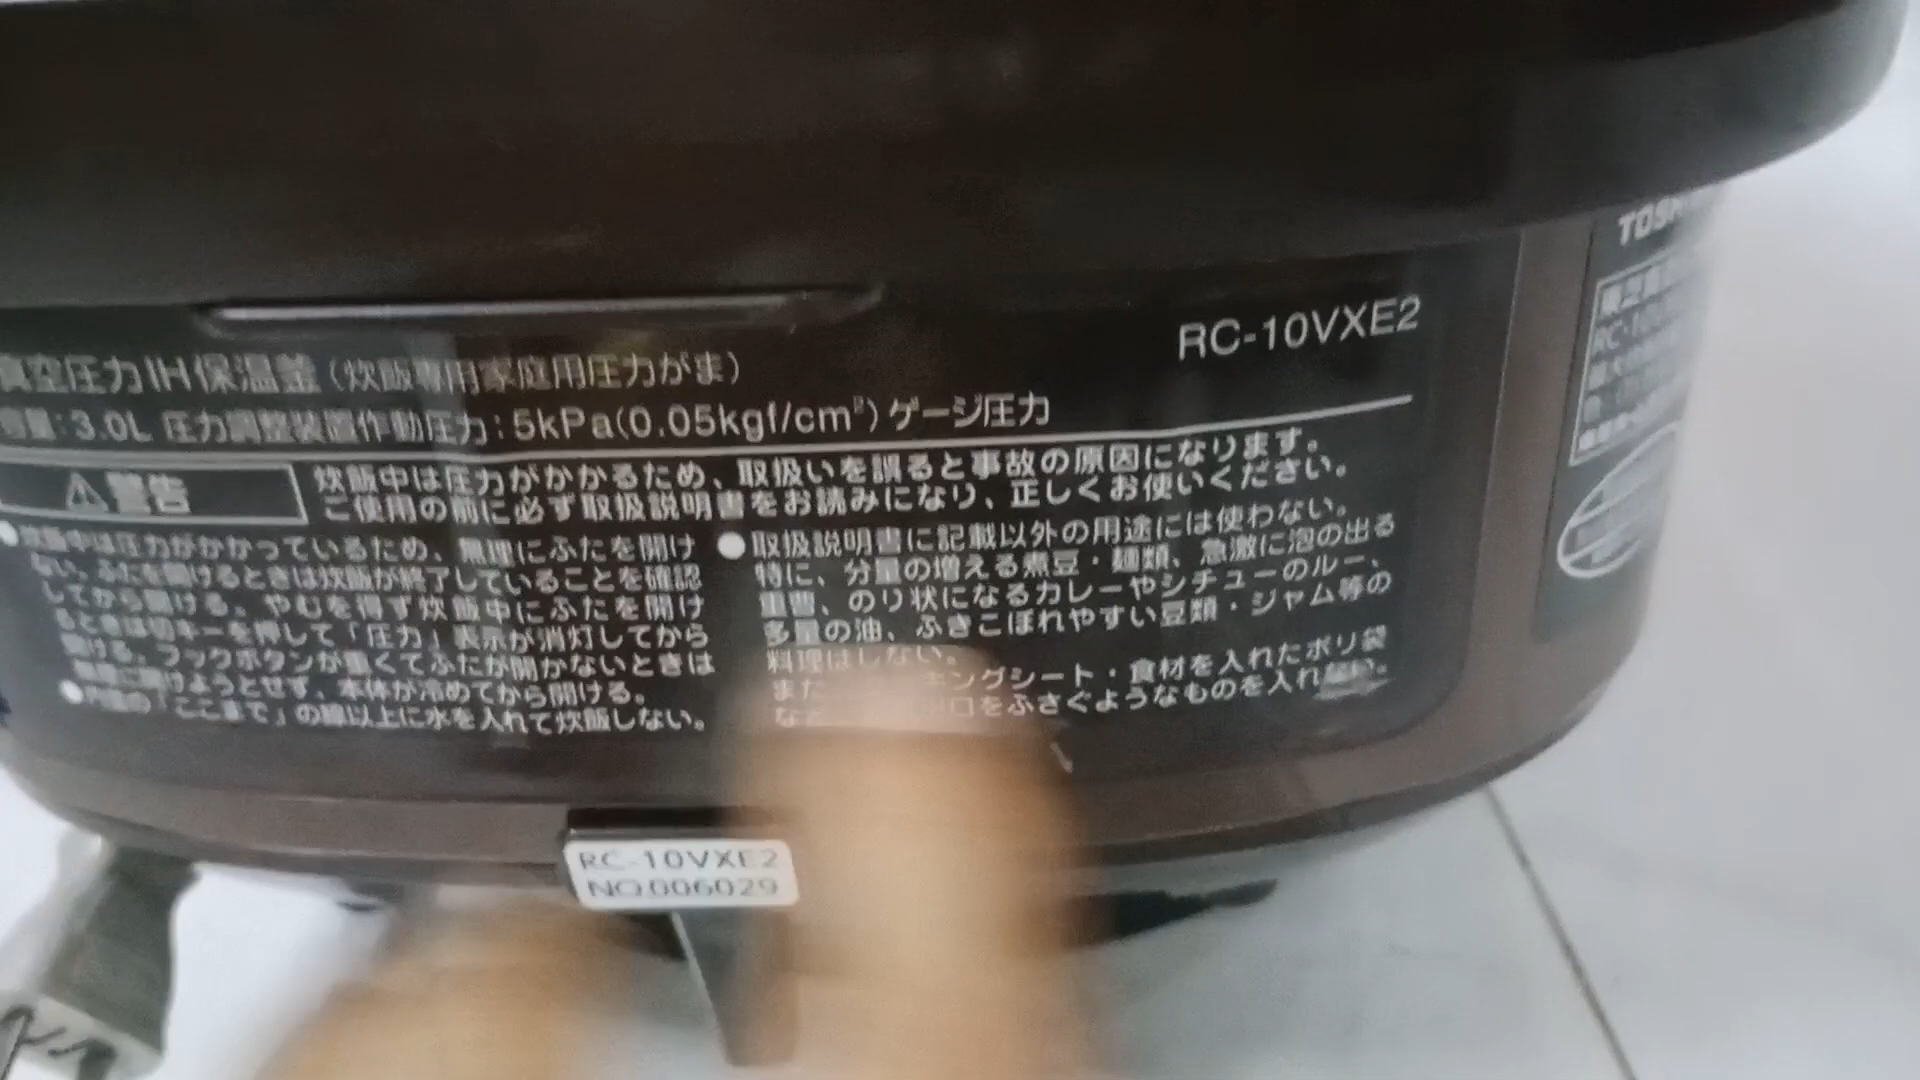 真空圧力IH保温釜(炊飯専用家庭用圧力がま)
RC-10VXE2
容量:3.0L 圧力調整装置作動圧力:5kPa(0.05kgf/cm²)ゲージ圧力
⚠警告
炊飯中は圧力がかかるため、取扱いを誤ると事故の原因になります。
ご使用の前に必ず取扱説明書をお読みになり、正しくお使いください。
●炊飯中は圧力がかかっているため、無理にふたを開け
ない。ふたを開けるときは炊飯が終了していることを確認
してから開ける。やむを得ず炊飯中にふたを開け
るときは切キーを押して「圧力」表示が消灯してから
開ける。フックボタンが重くてふたが開かないときは
無理に開けようとせず、本体が冷めてから開ける。
●内釜の「ここまで」の線以上に水を入れて炊飯しない。
●取扱説明書に記載以外の用途には使わない。
特に、分量の増える煮豆・麺類、急激に泡の出る
重曹、のり状になるカレーやシチューのルー、
多量の油、ふきこぼれやすい豆類・ジャム等の
料理はしない。
また キングシート・食材を入れたポリ袋
など 口をふさぐようなものを入れない。
RC-10VXE2
NO.006029
TOSH